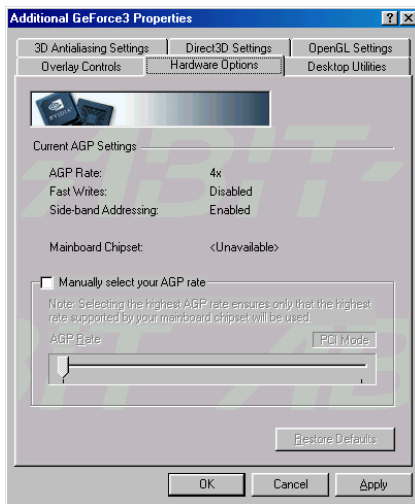 Additional GeForce3 Properties
3D Antialiasing Settings Direct3D Settings OpenGL Settings
Overlay Controls Hardware Options Desktop Utilities
NVIDIA
Current AGP Settings
AGP Rate: 4x
Fast Writes: Disabled
Side-band Addressing: Enabled
Mainboard Chipset: <Unavailable>
Manually select your AGP rate
Note: Selecting the highest AGP rate ensures only that the highest
rate supported by your mainboard chipset will be used.
AGP Rate PCI Mode
Restore Defaults
OK Cancel Apply
ABIT